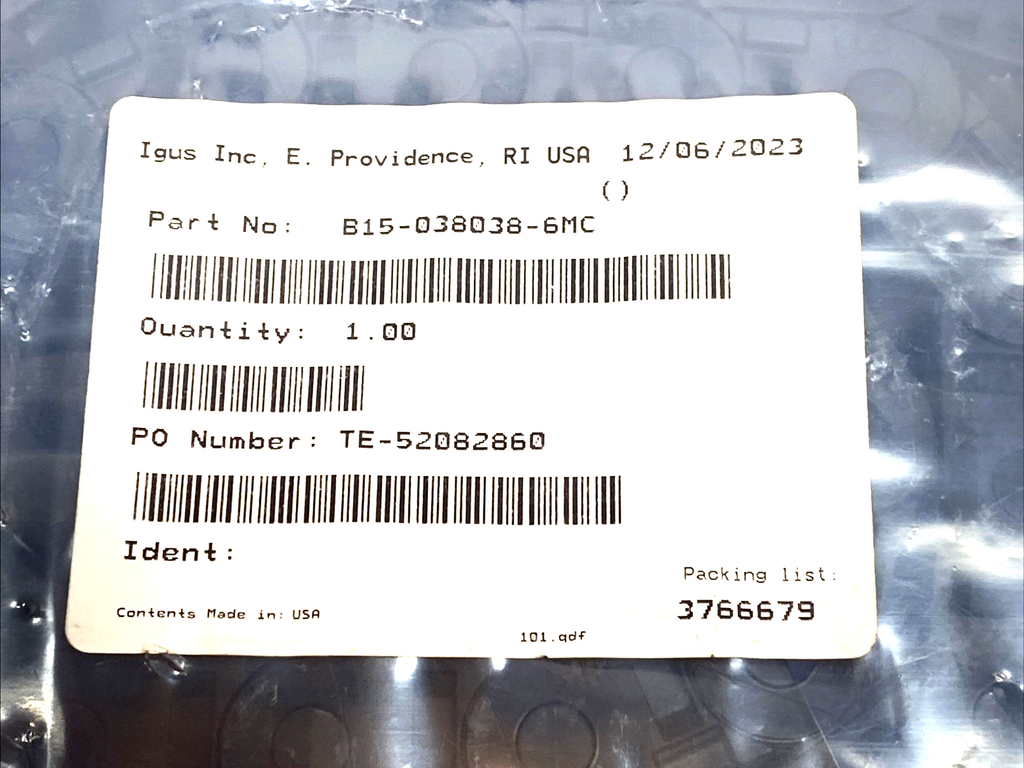 Igus Inc, E. Providence, RI USA 12/06/2023
()
Part No: B15-038038-6MC
Quantity: 1.00
PO Number: TE-52082860
Ident:
Packing list:
3766679
Contents Made in: USA
101.qdf